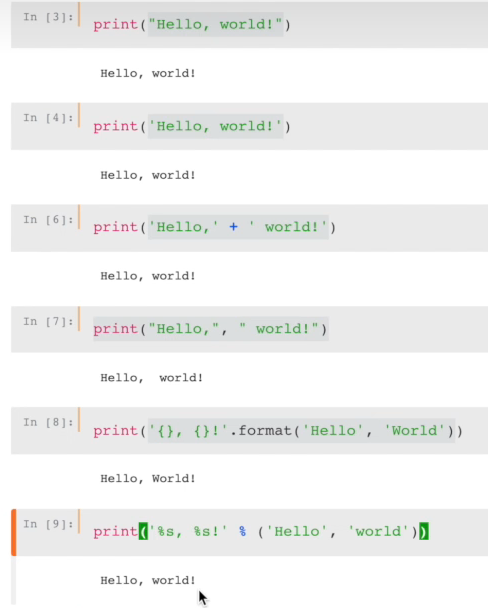 In [3]: print("Hello, world!")
Hello, world!
In [4]: print('Hello, world!')
Hello, world!
In [6]: print('Hello,' + ' world!')
Hello, world!
In [7]: print("Hello,", " world!")
Hello,  world!
In [8]: print('{}, {}!'.format('Hello', 'World'))
Hello, World!
In [9]: print('%s, %s!' % ('Hello', 'world'))
Hello, world!